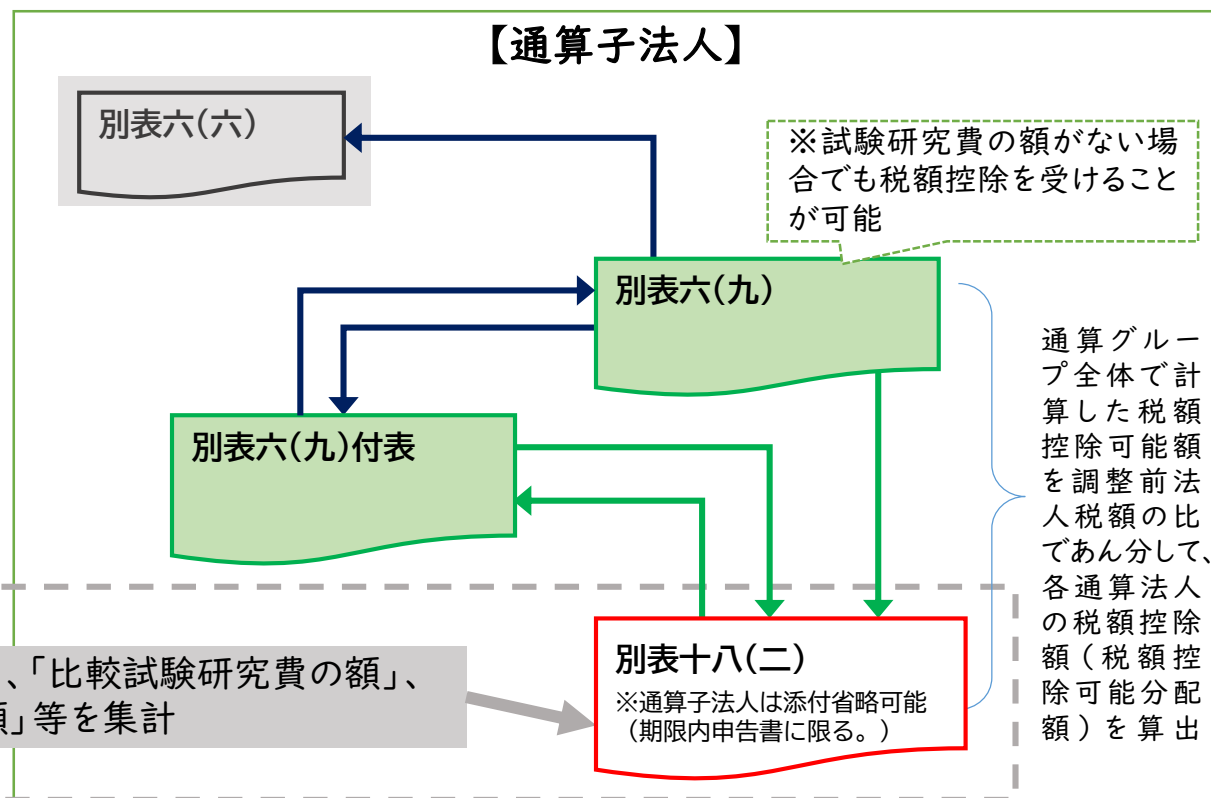 【通算子法人】
別表六(六)
※試験研究費の額がない場
合でも税額控除を受けること
が可能
別表六(九)
別表六(九)付表
通算グルー
プ全体で計
算した税額
控除可能額
を調整前法
人税額の比
であん分して、
各通算法人
の税額控除
額(税額控
除可能分配
額)を算出
、「比較試験研究費の額」、
」等を集計
別表十八(二)
※通算子法人は添付省略可能
(期限内申告書に限る。)